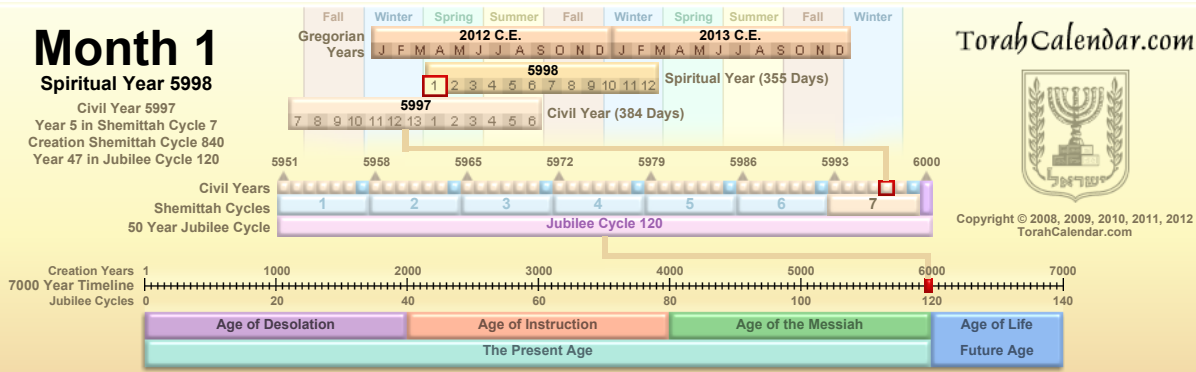 Month 1
Spiritual Year 5998
Civil Year 5997
Year 5 in Shemittah Cycle 7
Creation Shemittah Cycle 840
Year 47 in Jubilee Cycle 120
Fall Winter Spring Summer Fall Winter Spring Summer Fall Winter
Gregorian Years
2012 C.E. 2013 C.E.
J F M A M J J A S O N D J F M A M J J A S O N D
5998
1 2 3 4 5 6 7 8 9 10 11 12
Spiritual Year (355 Days)
5997
7 8 9 10 11 12 13 1 2 3 4 5 6
Civil Year (384 Days)
TorahCalendar.com
ישראל
Copyright © 2008, 2009, 2010, 2011, 2012
TorahCalendar.com
5951 5958 5965 5972 5979 5986 5993 6000
Civil Years
Shemittah Cycles 1 2 3 4 5 6 7
50 Year Jubilee Cycle Jubilee Cycle 120
Creation Years 1 1000 2000 3000 4000 5000 6000 7000
7000 Year Timeline
Jubilee Cycles 0 20 40 60 80 100 120 140
Age of Desolation Age of Instruction Age of the Messiah Age of Life
The Present Age Future Age